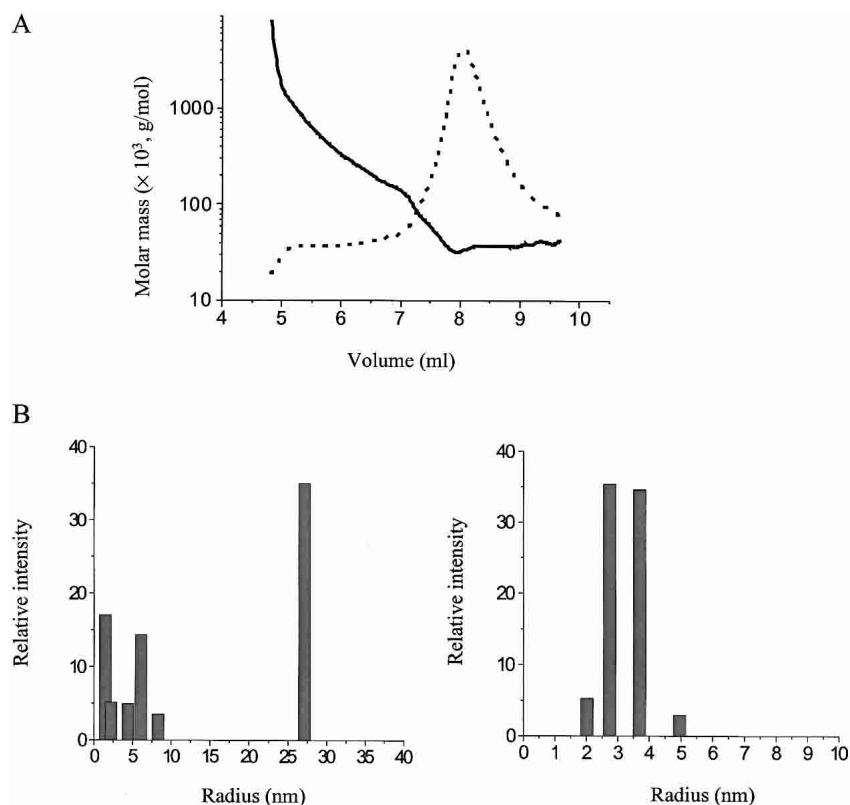 A
Molar mass (× 10³, g/mol)
1000
100
10
4 5 6 7 8 9 10
Volume (ml)
B
Relative intensity
40
30
20
10
0
0 5 10 15 20 25 30 35 40
Radius (nm)
Relative intensity
40
30
20
10
0
0 1 2 3 4 5 6 7 8 9 10
Radius (nm)